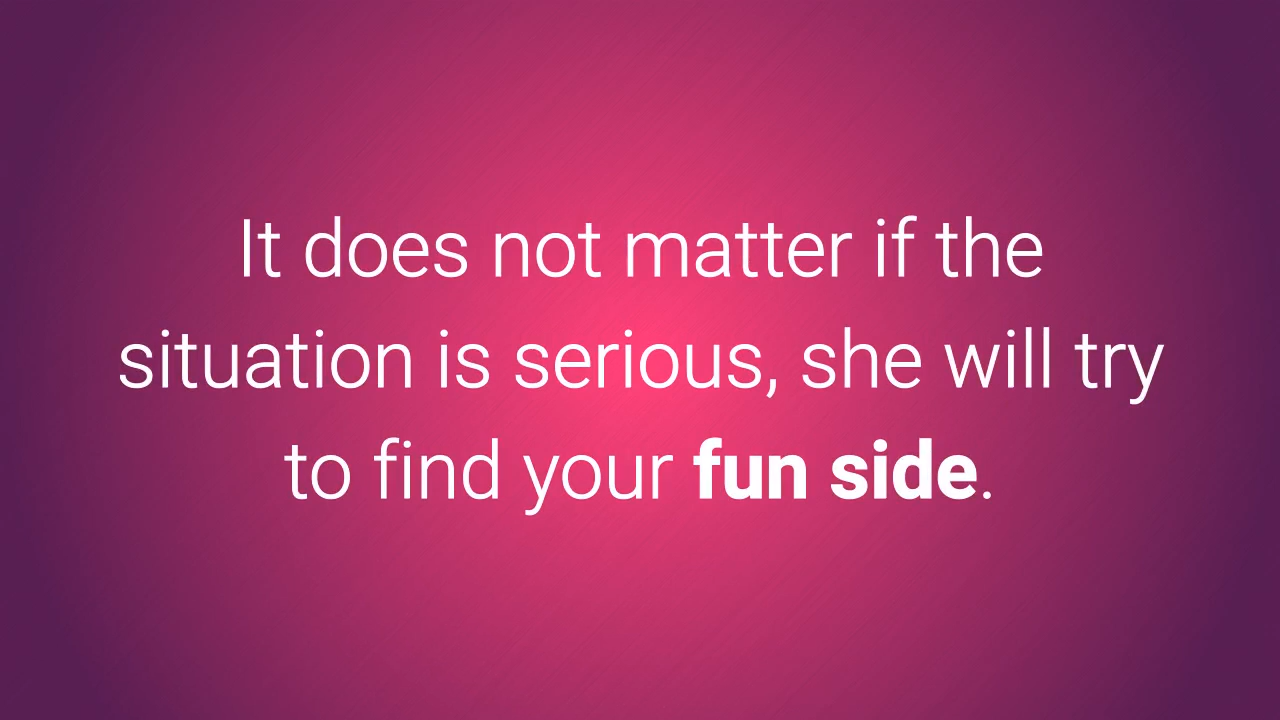 It does not matter if the
situation is serious, she will try
to find your fun side.